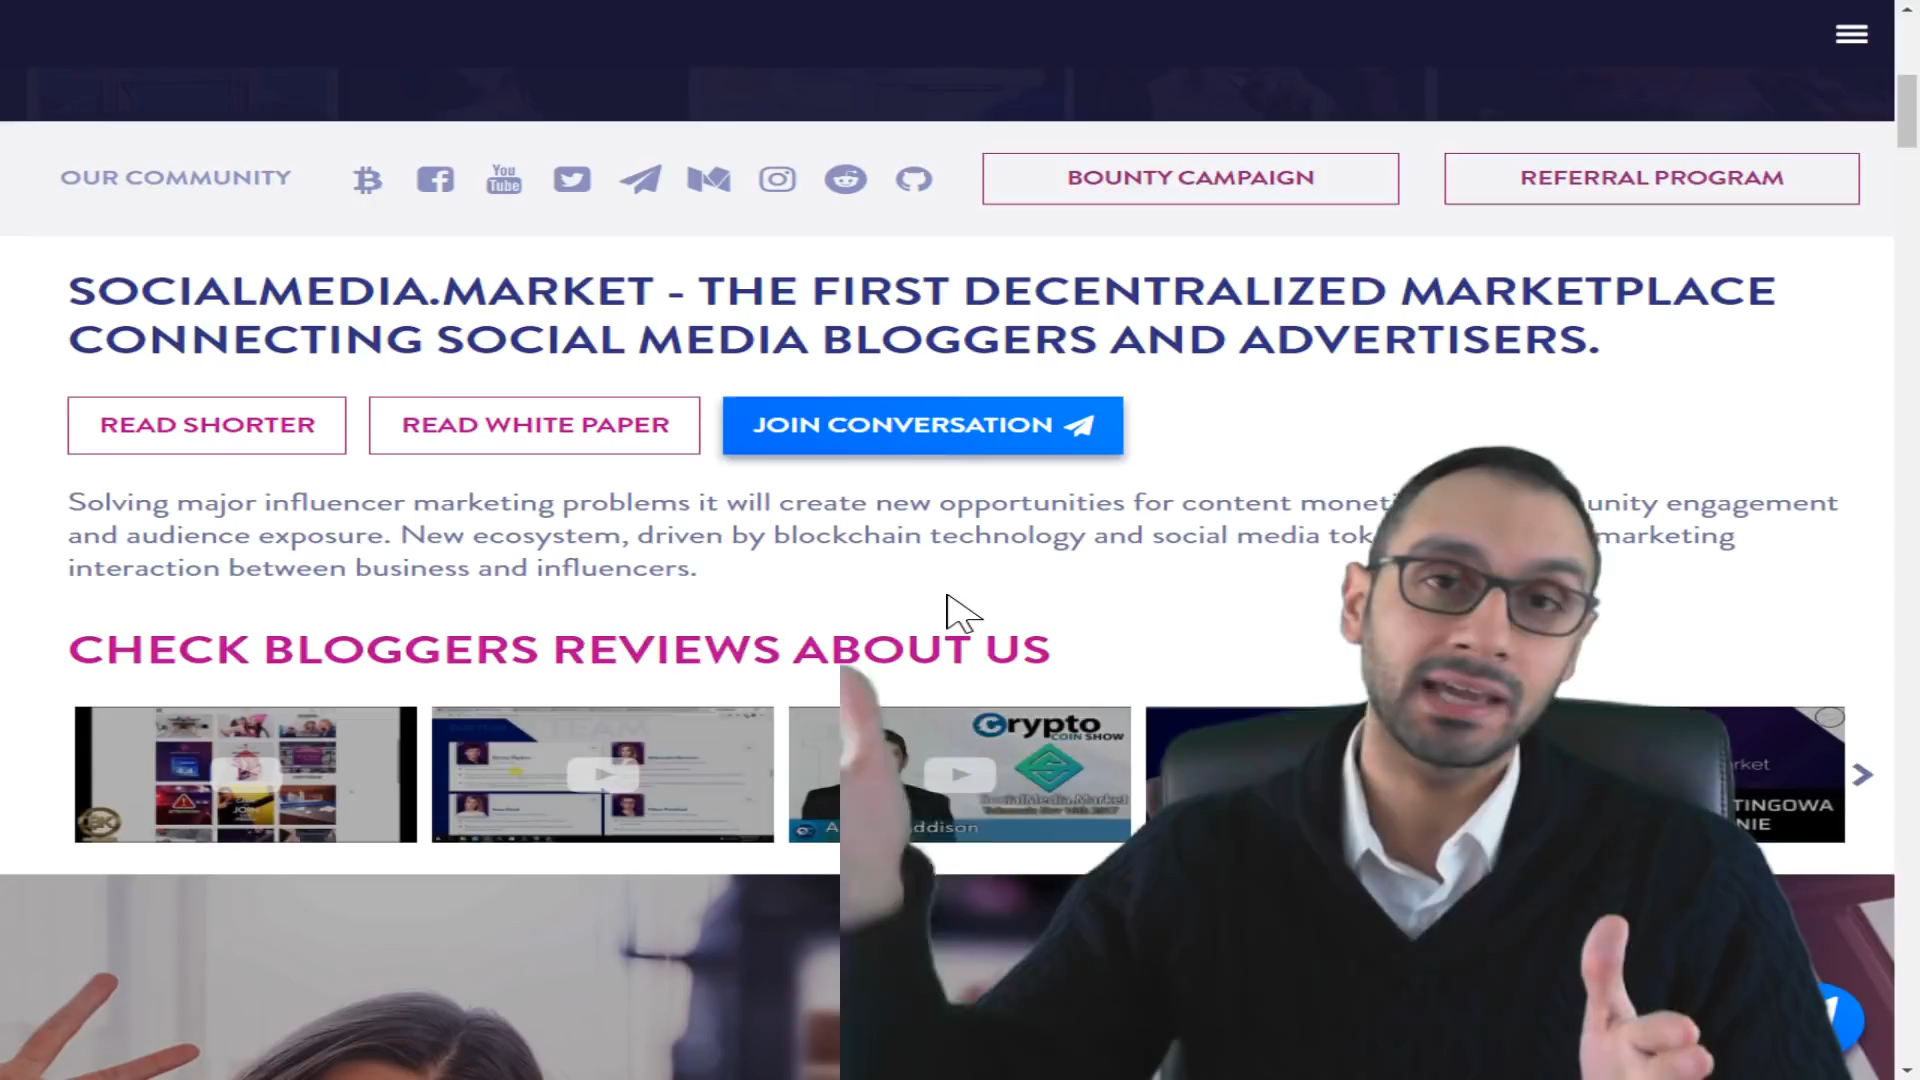 OUR COMMUNITY
You
Tube
BOUNTY CAMPAIGN
REFERRAL PROGRAM
SOCIALMEDIA.MARKET - THE FIRST DECENTRALIZED MARKETPLACE
CONNECTING SOCIAL MEDIA BLOGGERS AND ADVERTISERS.
READ SHORTER
READ WHITE PAPER
JOIN CONVERSATION
Solving major influencer marketing problems it will create new opportunities for content moneti unity engagement
and audience exposure. New ecosystem, driven by blockchain technology and social media tok marketing
interaction between business and influencers.
CHECK BLOGGERS REVIEWS ABOUT US
TEAM
Crypto
COIN SHOW
SocialMedia.Market
A ddison
rket
TINGOWA
NIE